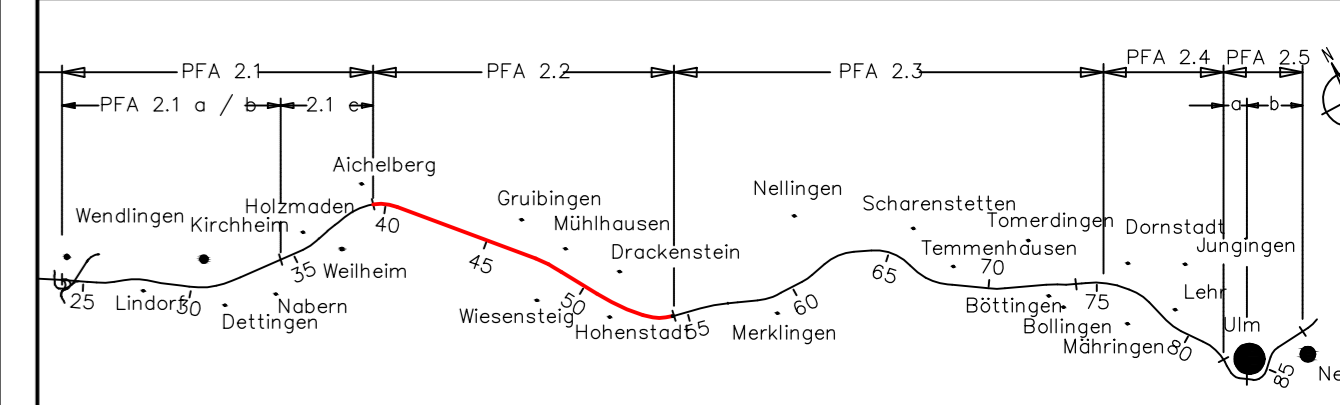 PFA 2.1
PFA 2.2
PFA 2.3
PFA 2.4
PFA 2.5
PFA 2.1 a / b
2.1 c
a
b
N
Aichelberg
Wendlingen
Kirchheim
Holzmaden
Gruibingen
Mühlhausen
Drackenstein
Nellingen
Scharenstetten
Tomerdingen
Temmenhausen
Dornstadt
Jungingen
40
35
Weilheim
45
70
65
25
Lindorf
30
Nabern
Dettingen
50
Wiesensteig
Hohenstadt
55
60
Merklingen
Böttingen
75
Bollingen
Mähringen
80
Lehr
Ulm
85
Ne